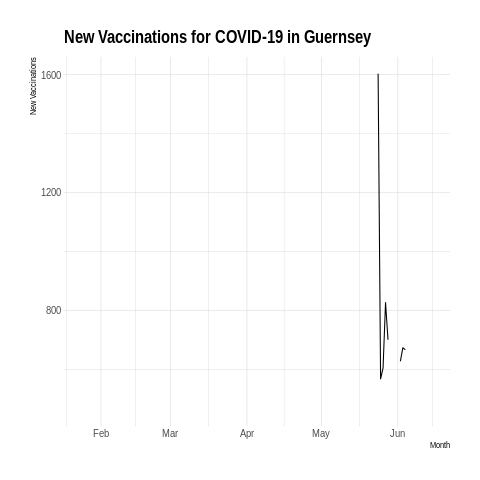 New Vaccinations for COVID-19 in Guernsey
New Vaccinations
1600
1200
800
Feb Mar Apr May Jun
Month